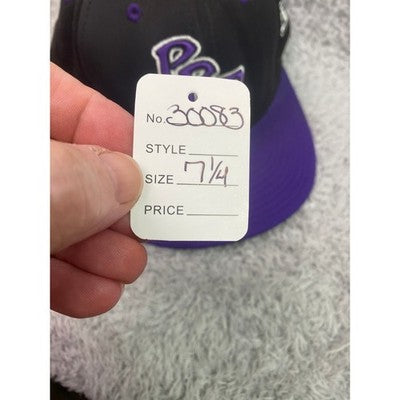 No. 30083
STYLE
SIZE 7 1/4
PRICE